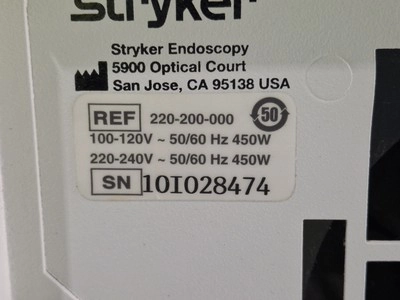 stryker
Stryker Endoscopy
5900 Optical Court
San Jose, CA 95138 USA
REF 220-200-000 50
100-120V ~ 50/60 Hz 450W
220-240V ~ 50/60 Hz 450W
SN 10I028474